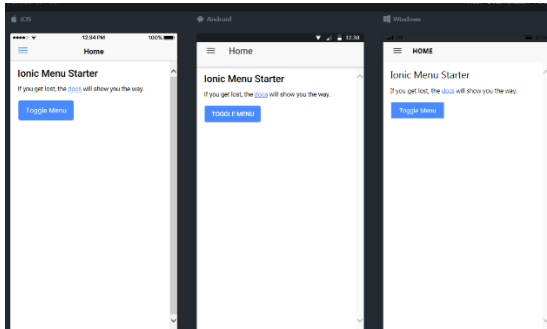 iOS
12:34 PM 100%
Home
Ionic Menu Starter
If you get lost, the docs will show you the way.
Toggle Menu
Android
12:30
Home
Ionic Menu Starter
If you get lost, the docs will show you the way.
TOGGLE MENU
Windows
HOME
Ionic Menu Starter
If you get lost, the docs will show you the way.
Toggle Menu